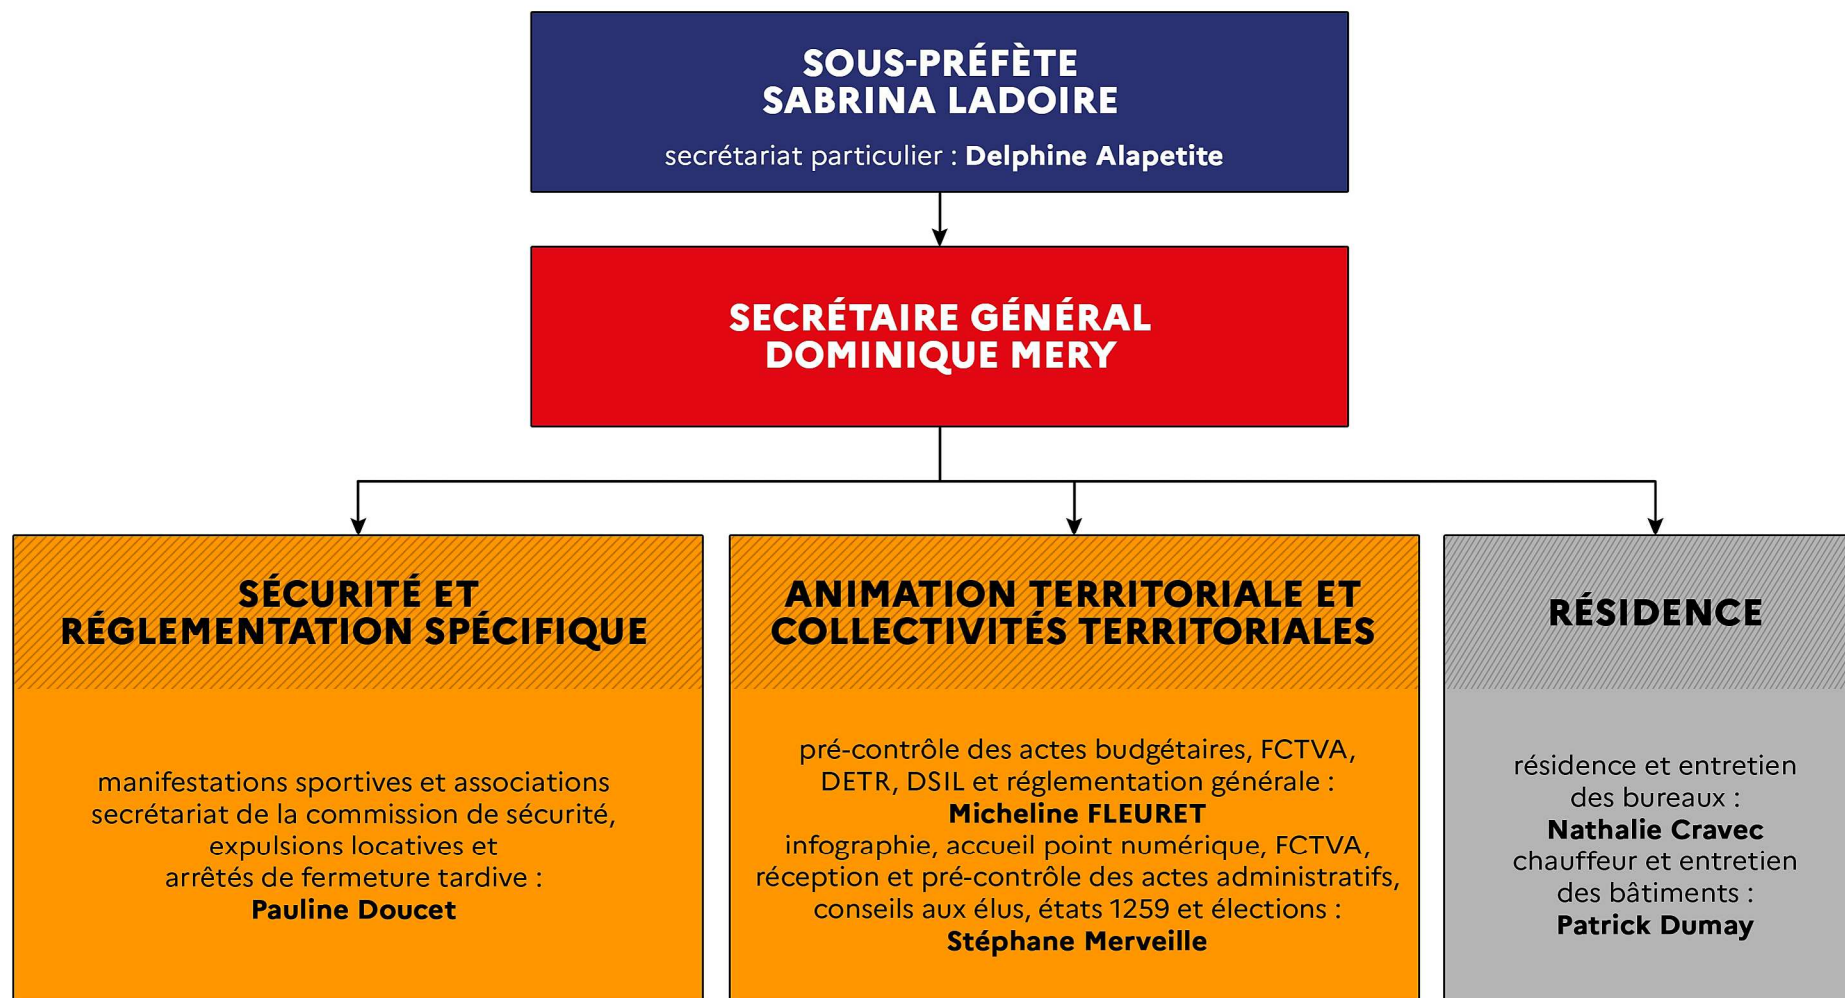 SOUS-PRÉFÈTE
SABRINA LADOIRE
secrétariat particulier : Delphine Alapetite
SECRÉTAIRE GÉNÉRAL
DOMINIQUE MERY
SÉCURITÉ ET
RÉGLEMENTATION SPÉCIFIQUE
manifestations sportives et associations
secrétariat de la commission de sécurité,
expulsions locatives et
arrêtés de fermeture tardive :
Pauline Doucet
ANIMATION TERRITORIALE ET
COLLECTIVITÉS TERRITORIALES
pré-contrôle des actes budgétaires, FCTVA,
DETR, DSIL et réglementation générale :
Micheline FLEURET
infographie, accueil point numérique, FCTVA,
réception et pré-contrôle des actes administratifs,
conseils aux élus, états 1259 et élections :
Stéphane Merveille
RÉSIDENCE
résidence et entretien
des bureaux :
Nathalie Cravec
chauffeur et entretien
des bâtiments :
Patrick Dumay